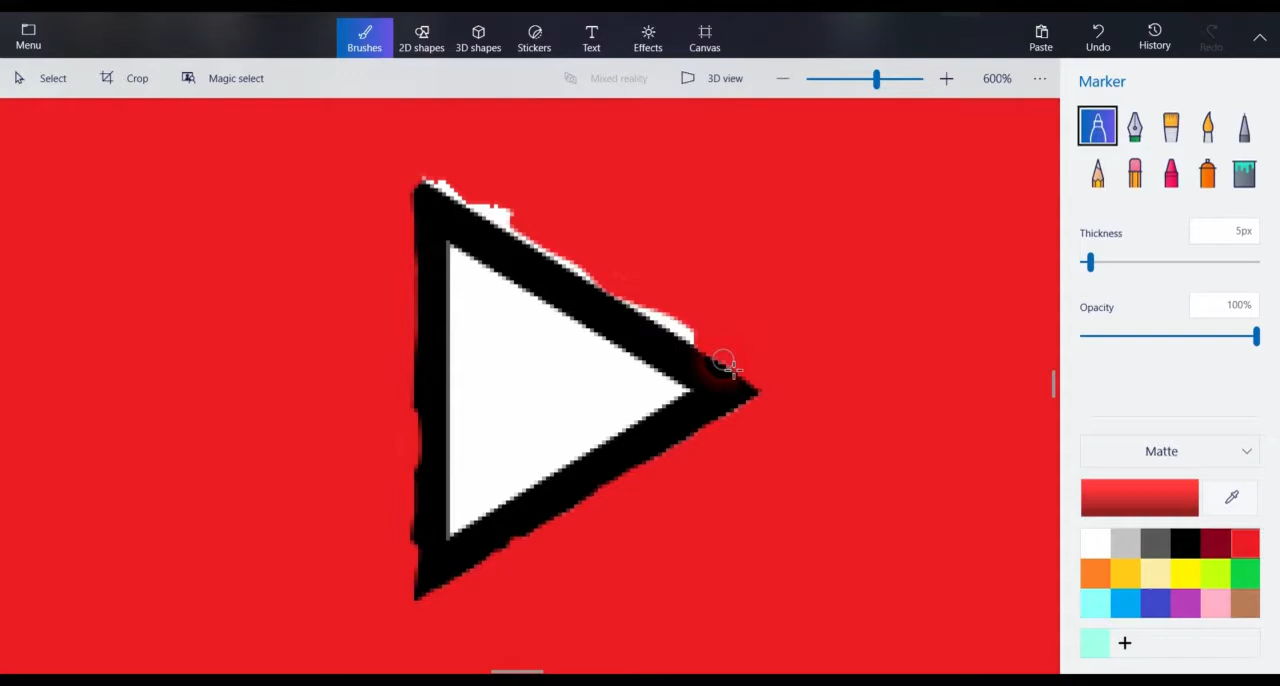 Menu
Brushes
2D shapes
3D shapes
Stickers
Text
Effects
Canvas
Paste
Undo
History
Redo
Select
Crop
Magic select
Mixed reality
3D view
600%
Marker
Thickness
5px
Opacity
100%
Matte